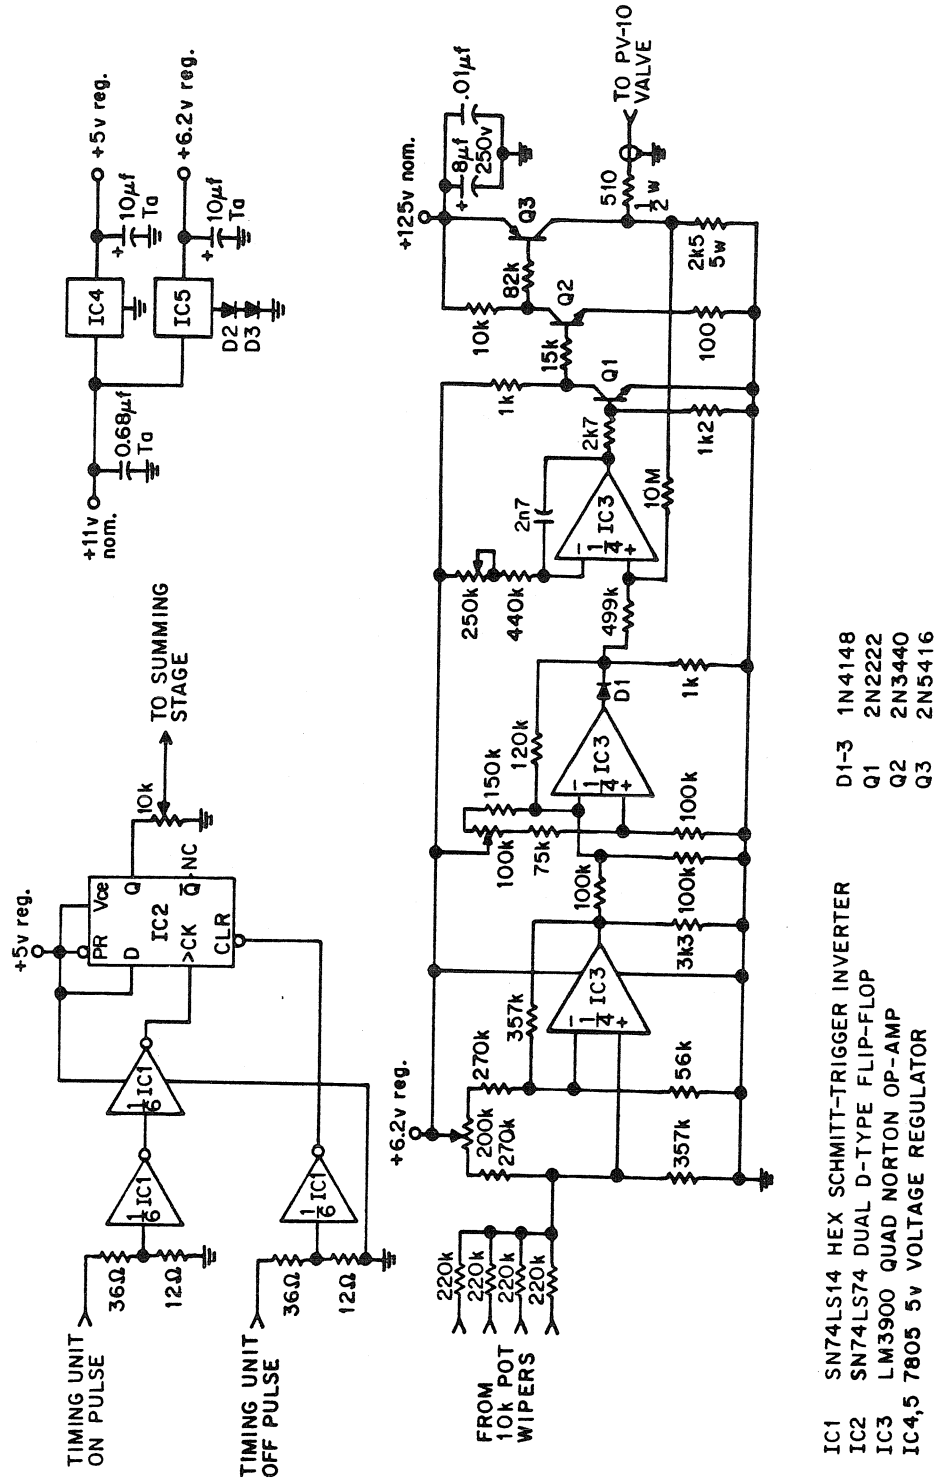 TIMING UNIT
ON PULSE
36Ω
12Ω
1/6 IC1
1/6 IC1
TIMING UNIT
OFF PULSE
36Ω
12Ω
1/6 IC1
+5v reg.
PR
Vce
D
Q
IC2
>CK
Q̅
NC
CLR
10k
TO SUMMING
STAGE
+11v
nom.
0.68µf
Ta
IC4
+
10µf
Ta
+5v reg.
IC5
D2
D3
+
10µf
Ta
+6.2v reg.
FROM
10k POT
WIPERS
220k
220k
220k
220k
+6.2v reg.
200k
270k
270k
357k
357k
56k
-
1/4 IC3
+
3k3
100k
100k
100k
150k
75k
120k
100k
-
1/4 IC3
+
D1
1k
499k
250k
440k
2n7
-
1/4 IC3
+
10M
2k7
1k2
1k
Q1
15k
Q2
10k
100
82k
Q3
+125v nom.
+
8µf
250v
.01µf
510
1/2 w
2k5
5w
TO PV-10
VALVE
IC1 SN74LS14 HEX SCHMITT-TRIGGER INVERTER
IC2 SN74LS74 DUAL D-TYPE FLIP-FLOP
IC3 LM3900 QUAD NORTON OP-AMP
IC4,5 7805 5v VOLTAGE REGULATOR
D1-3 1N4148
Q1 2N2222
Q2 2N3440
Q3 2N5416